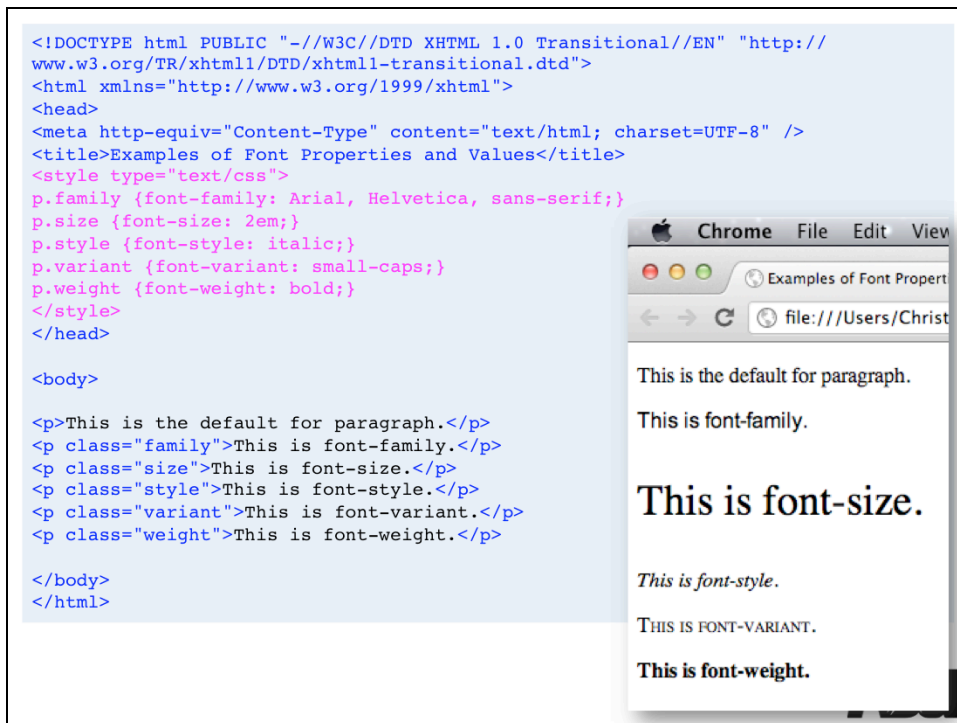 <!DOCTYPE html PUBLIC "-//W3C//DTD XHTML 1.0 Transitional//EN" "http://
www.w3.org/TR/xhtml1/DTD/xhtml1-transitional.dtd">
<html xmlns="http://www.w3.org/1999/xhtml">
<head>
<meta http-equiv="Content-Type" content="text/html; charset=UTF-8" />
<title>Examples of Font Properties and Values</title>
<style type="text/css">
p.family {font-family: Arial, Helvetica, sans-serif;}
p.size {font-size: 2em;}
p.style {font-style: italic;}
p.variant {font-variant: small-caps;}
p.weight {font-weight: bold;}
</style>
</head>
<body>
<p>This is the default for paragraph.</p>
<p class="family">This is font-family.</p>
<p class="size">This is font-size.</p>
<p class="style">This is font-style.</p>
<p class="variant">This is font-variant.</p>
<p class="weight">This is font-weight.</p>
</body>
</html>
Chrome File Edit View
Examples of Font Properti
file:///Users/Christ
This is the default for paragraph.
This is font-family.
This is font-size.
This is font-style.
THIS IS FONT-VARIANT.
This is font-weight.